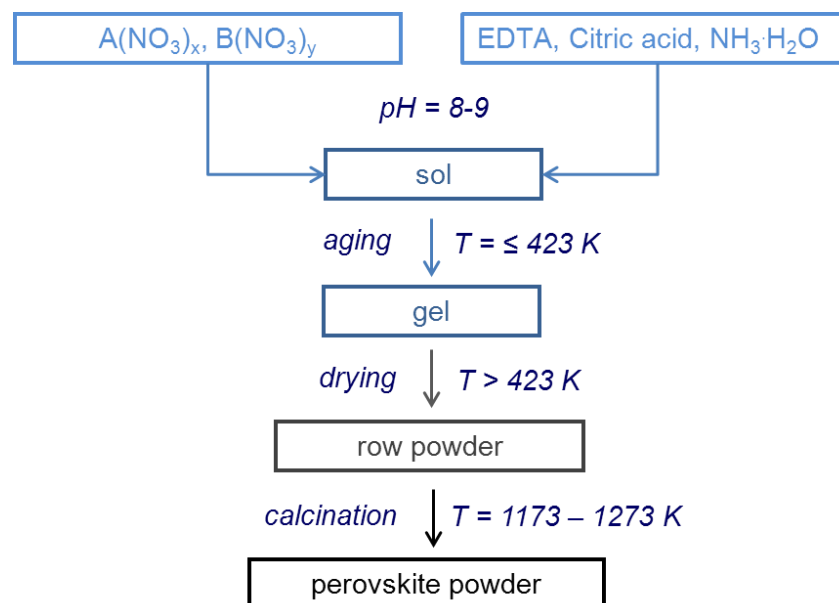 A(NO₃)ₓ, B(NO₃)ᵧ
EDTA, Citric acid, NH₃·H₂O
pH = 8-9
sol
aging
T = ≤ 423 K
gel
drying
T > 423 K
row powder
calcination
T = 1173 – 1273 K
perovskite powder